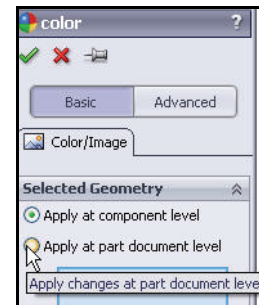 color ?
Basic Advanced
Color/Image
Selected Geometry
Apply at component level
Apply at part document level
Apply changes at part document leve